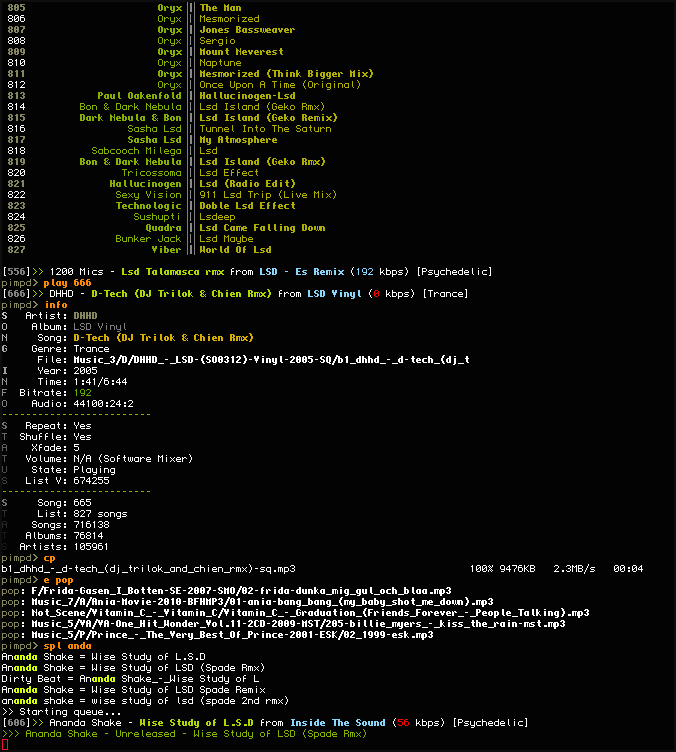 805 Oryx || The Man
806 Oryx || Mesmorized
807 Oryx || Jones Bassweaver
808 Oryx || Sergio
809 Oryx || Mount Neverest
810 Oryx || Naptune
811 Oryx || Mesmorized (Think Bigger Mix)
812 Oryx || Once Upon A Time (Original)
813 Paul Oakenfold || Hallucinogen-Lsd
814 Bon & Dark Nebula || Lsd Island (Geko Rmx)
815 Dark Nebula & Bon || Lsd Island (Geko Remix)
816 Sasha Lsd || Tunnel Into The Saturn
817 Sasha Lsd || My Atmosphere
818 Sabcooch Milega || Lsd
819 Bon & Dark Nebula || Lsd Island (Geko Rmx)
820 Tricossoma || Lsd Effect
821 Hallucinogen || Lsd (Radio Edit)
822 Sexy Vision || 911 Lsd Trip (Live Mix)
823 Technologic || Doble Lsd Effect
824 Sushupti || Lsdeep
825 Quadra || Lsd Came Falling Down
826 Bunker Jack || Lsd Maybe
827 Viber || World Of Lsd
[556]>> 1200 Mics - Lsd Talamasca rmx from LSD - Es Remix (192 kbps) [Psychedelic]
pimpd> play 666
[666]>> DHHD - D-Tech (DJ Trilok & Chien Rmx) from LSD Vinyl (0 kbps) [Trance]
pimpd> info
S Artist: DHHD
O Album: LSD Vinyl
N Song: D-Tech (DJ Trilok & Chien Rmx)
G Genre: Trance
File: Music_3/D/DHHD_-_LSD-(SOO312)-Vinyl-2005-SQ/b1_dhhd_-_d-tech_(dj_t
I Year: 2005
N Time: 1:41/6:44
F Bitrate: 192
O Audio: 44100:24:2
---------------------------
S Repeat: Yes
T Shuffle: Yes
A Xfade: 5
T Volume: N/A (Software Mixer)
U State: Playing
S List V: 674255
---------------------------
S Song: 665
T List: 827 songs
A Songs: 716138
T Albums: 76814
S Artists: 105961
pimpd> cp
b1_dhhd_-_d-tech_(dj_trilok_and_chien_rmx)-sq.mp3 100% 9476KB 2.3MB/s 00:04
pimpd> e pop
pop: F/Frida-Gasen_I_Botten-SE-2007-SMO/02-frida-dunka_mig_gul_och_blaa.mp3
pop: Music_7/A/Ania-Movie-2010-BFHMP3/01-ania-bang_bang_(my_baby_shot_me_down).mp3
pop: Not_Scene/Vitamin_C_-_Vitamin_C/Vitamin_C_-_Graduation_(Friends_Forever_-_People_Talking).mp3
pop: Music_5/VA/VA-One_Hit_Wonder_Vol.11-2CD-2009-MST/205-billie_myers_-_kiss_the_rain-mst.mp3
pop: Music_5/P/Prince_-_The_Very_Best_Of_Prince-2001-ESK/02_1999-esk.mp3
pimpd> spl anda
Ananda Shake = Wise Study of L.S.D
Ananda Shake = Wise Study of LSD (Spade Rmx)
Dirty Beat = Ananda Shake_-_Wise Study of L
Ananda Shake = Wise Study of LSD Spade Remix
ananda shake = wise study of lsd (spade 2nd rmx)
>> Starting queue...
[606]>> Ananda Shake - Wise Study of L.S.D from Inside The Sound (56 kbps) [Psychedelic]
>>> Ananda Shake - Unreleased - Wise Study of LSD (Spade Rmx)